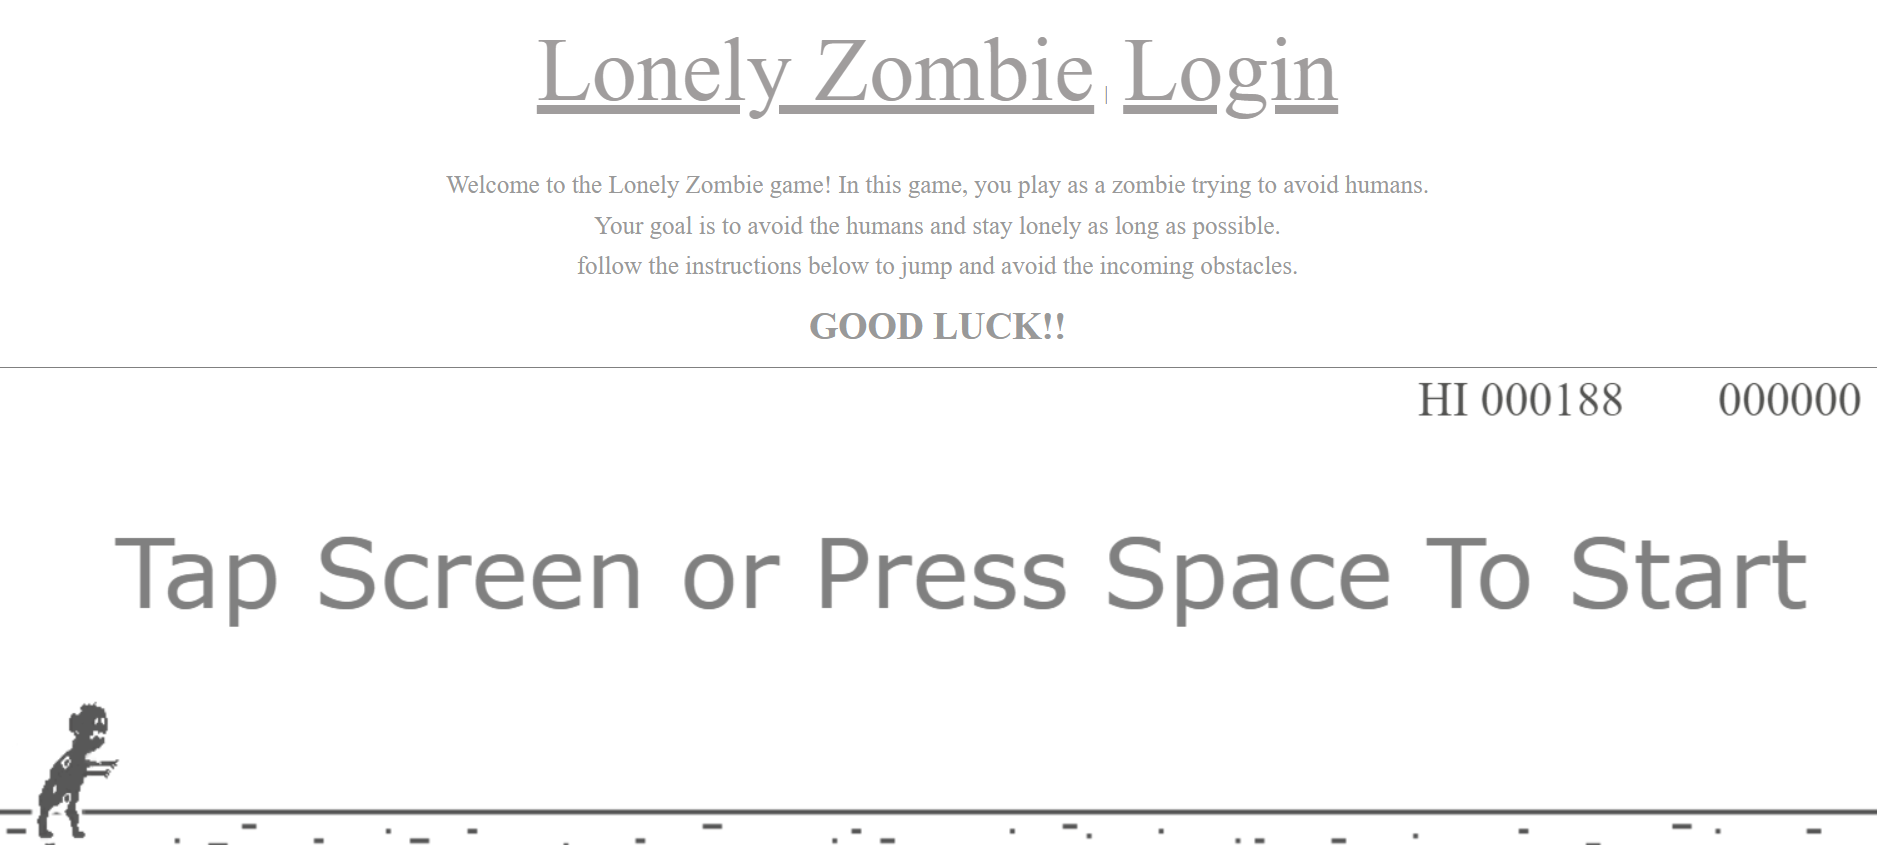 Lonely Zombie | Login
Welcome to the Lonely Zombie game! In this game, you play as a zombie trying to avoid humans.
Your goal is to avoid the humans and stay lonely as long as possible.
follow the instructions below to jump and avoid the incoming obstacles.
GOOD LUCK!!
HI 000188 000000
Tap Screen or Press Space To Start